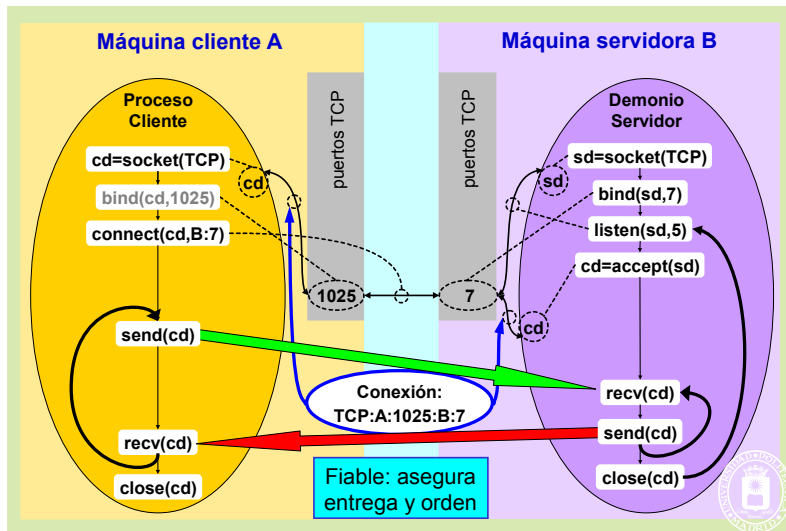 Máquina cliente A
Máquina servidora B
Proceso
Cliente
puertos TCP
puertos TCP
Demonio
Servidor
cd=socket(TCP)
cd
sd
sd=socket(TCP)
bind(cd,1025)
bind(sd,7)
connect(cd,B:7)
listen(sd,5)
cd=accept(sd)
1025
7
cd
send(cd)
Conexión:
TCP:A:1025:B:7
recv(cd)
recv(cd)
send(cd)
Fiable: asegura
entrega y orden
close(cd)
close(cd)